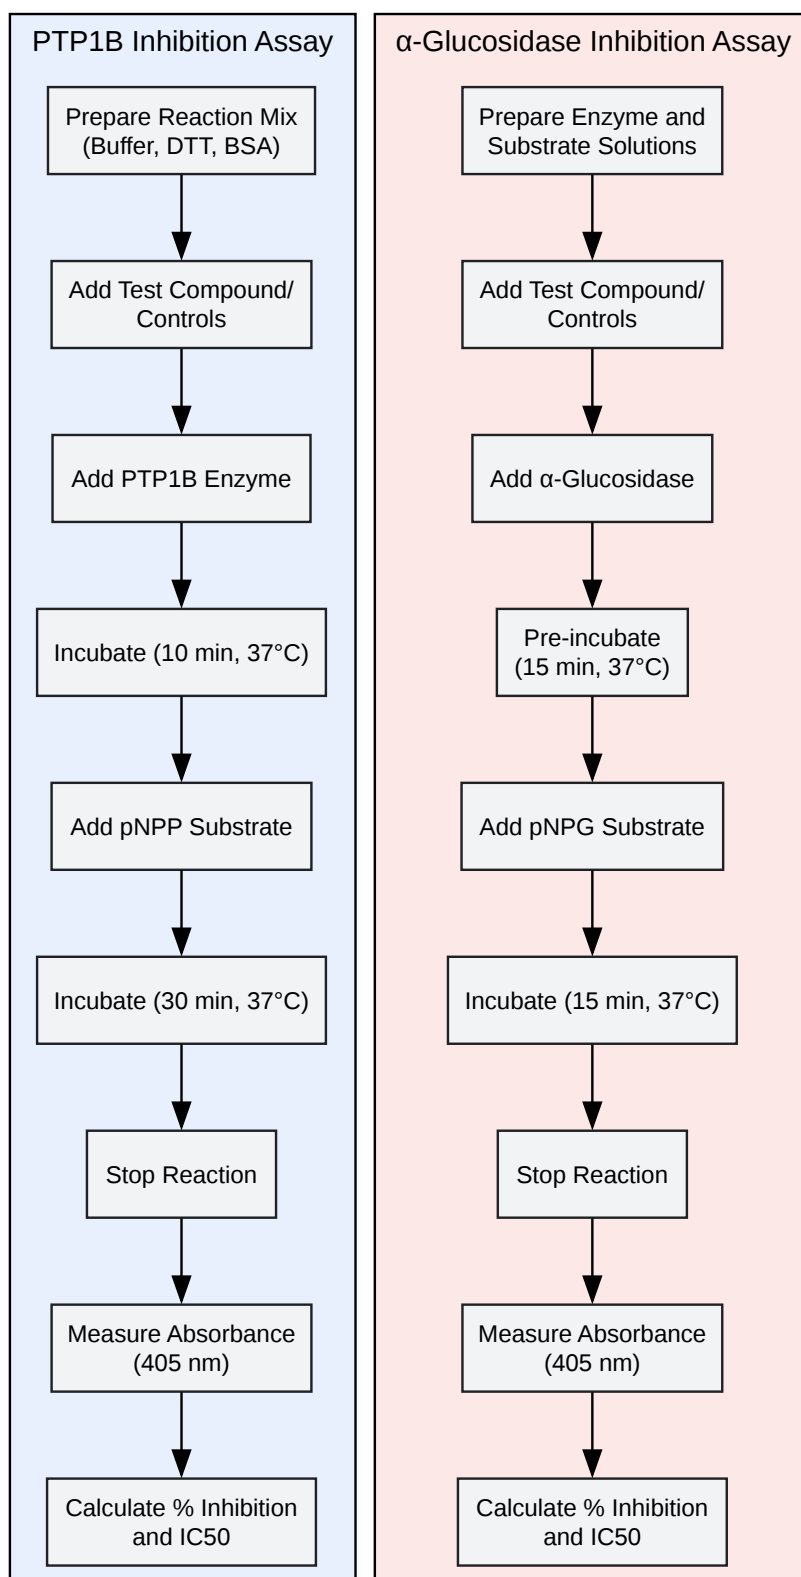 PTP1B Inhibition Assay
Prepare Reaction Mix
(Buffer, DTT, BSA)
Add Test Compound/
Controls
Add PTP1B Enzyme
Incubate (10 min, 37°C)
Add pNPP Substrate
Incubate (30 min, 37°C)
Stop Reaction
Measure Absorbance
(405 nm)
Calculate % Inhibition
and IC50
α-Glucosidase Inhibition Assay
Prepare Enzyme and
Substrate Solutions
Add Test Compound/
Controls
Add α-Glucosidase
Pre-incubate
(15 min, 37°C)
Add pNPG Substrate
Incubate (15 min, 37°C)
Stop Reaction
Measure Absorbance
(405 nm)
Calculate % Inhibition
and IC50